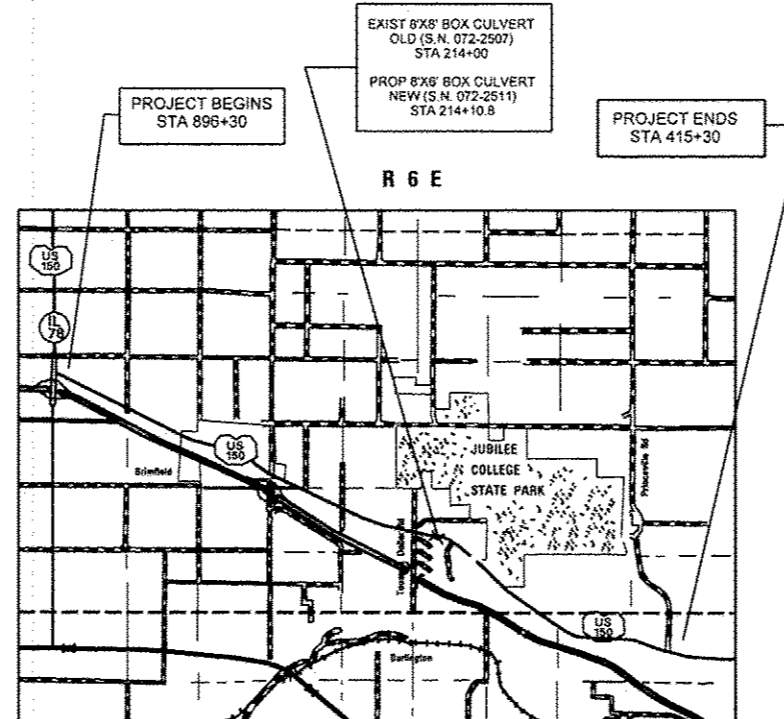 EXIST 8'X8' BOX CULVERT
OLD (S.N. 072-2507)
STA 214+00
PROP 8'X6' BOX CULVERT
NEW (S.N. 072-2511)
STA 214+10.8
PROJECT BEGINS
STA 896+30
PROJECT ENDS
STA 415+30
R 6 E
US
150
IL
78
US
150
Brimfield
JUBILEE
COLLEGE
STATE PARK
Princeville Rd
US
150
Barlington